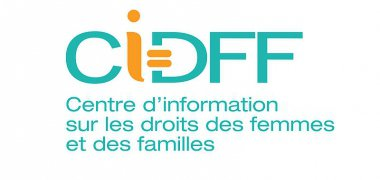 CiDFF
Centre d'information
sur les droits des femmes
et des familles